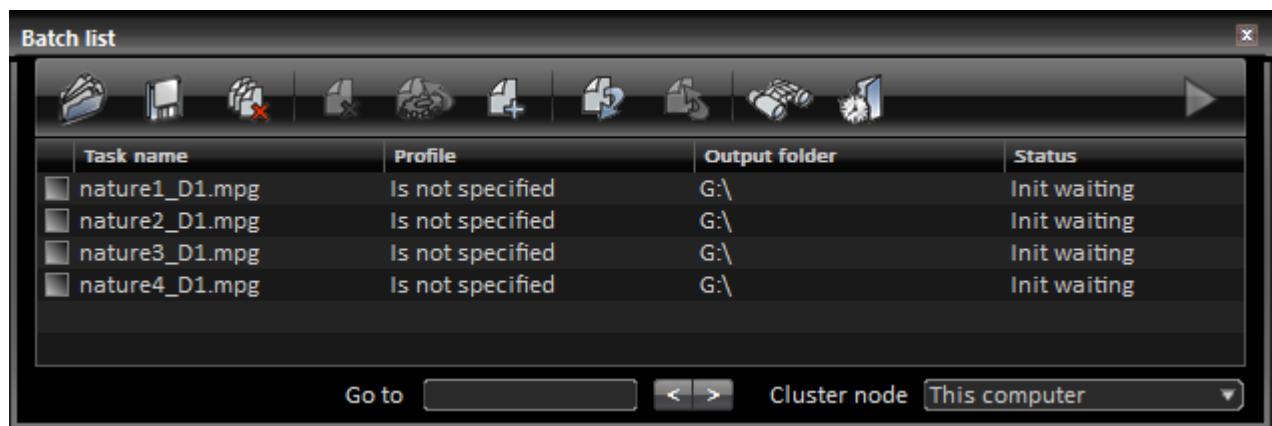 Batch list
Task name Profile Output folder Status
nature1_D1.mpg Is not specified G:\ Init waiting
nature2_D1.mpg Is not specified G:\ Init waiting
nature3_D1.mpg Is not specified G:\ Init waiting
nature4_D1.mpg Is not specified G:\ Init waiting
Go to < > Cluster node This computer